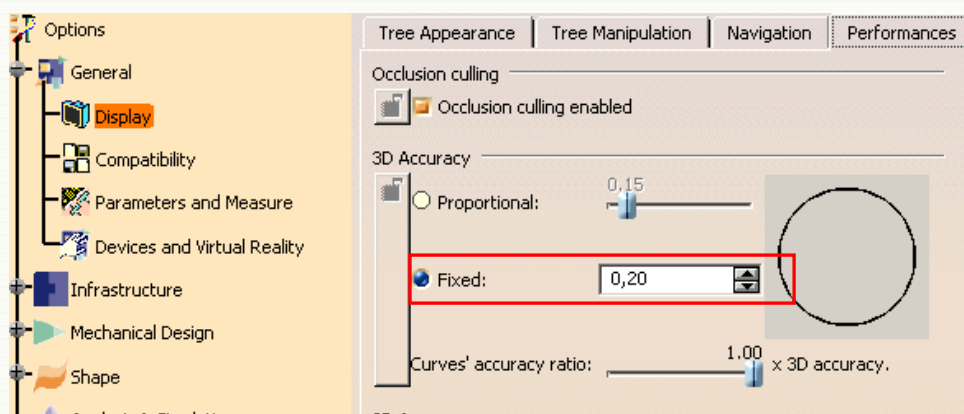 Options
General
Display
Compatibility
Parameters and Measure
Devices and Virtual Reality
Infrastructure
Mechanical Design
Shape
Tree Appearance
Tree Manipulation
Navigation
Performances
Occlusion culling
Occlusion culling enabled
3D Accuracy
Proportional:
0.15
Fixed:
0,20
Curves' accuracy ratio:
1.00
x 3D accuracy.